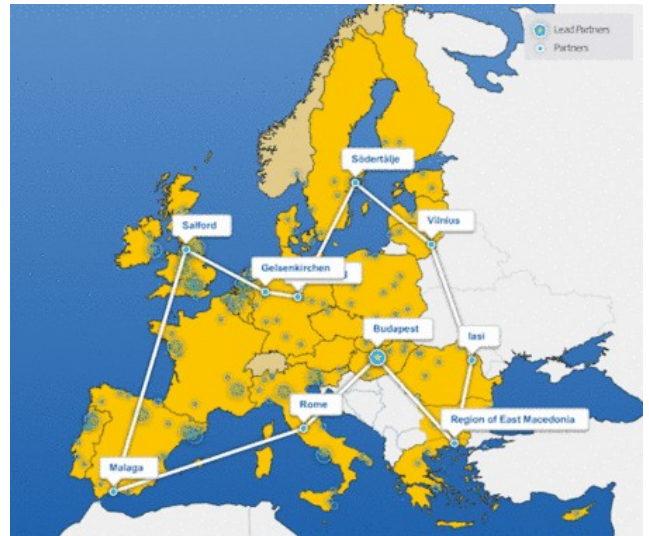 Lead Partners
Partners
Södertälje
Salford
Vilnius
Gelsenkirchen
Budapest
Iasi
Rome
Region of East Macedonia
Malaga